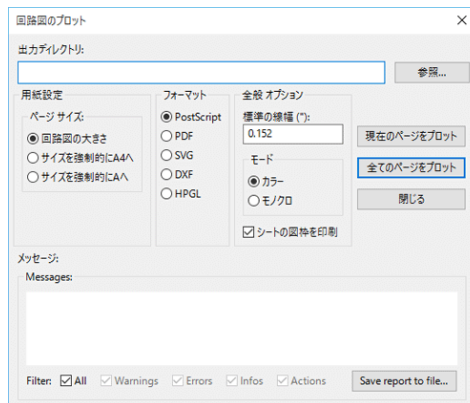 回路図のプロット
出力ディレクトリ:
参照...
用紙設定
ページ サイズ:
回路図の大きさ
サイズを強制的にA4へ
サイズを強制的にAへ
フォーマット
PostScript
PDF
SVG
DXF
HPGL
全般 オプション
標準の線幅 ("):
0.152
モード
カラー
モノクロ
シートの図枠を印刷
現在のページをプロット
全てのページをプロット
閉じる
メッセージ:
Messages:
Filter: All Warnings Errors Infos Actions Save report to file...